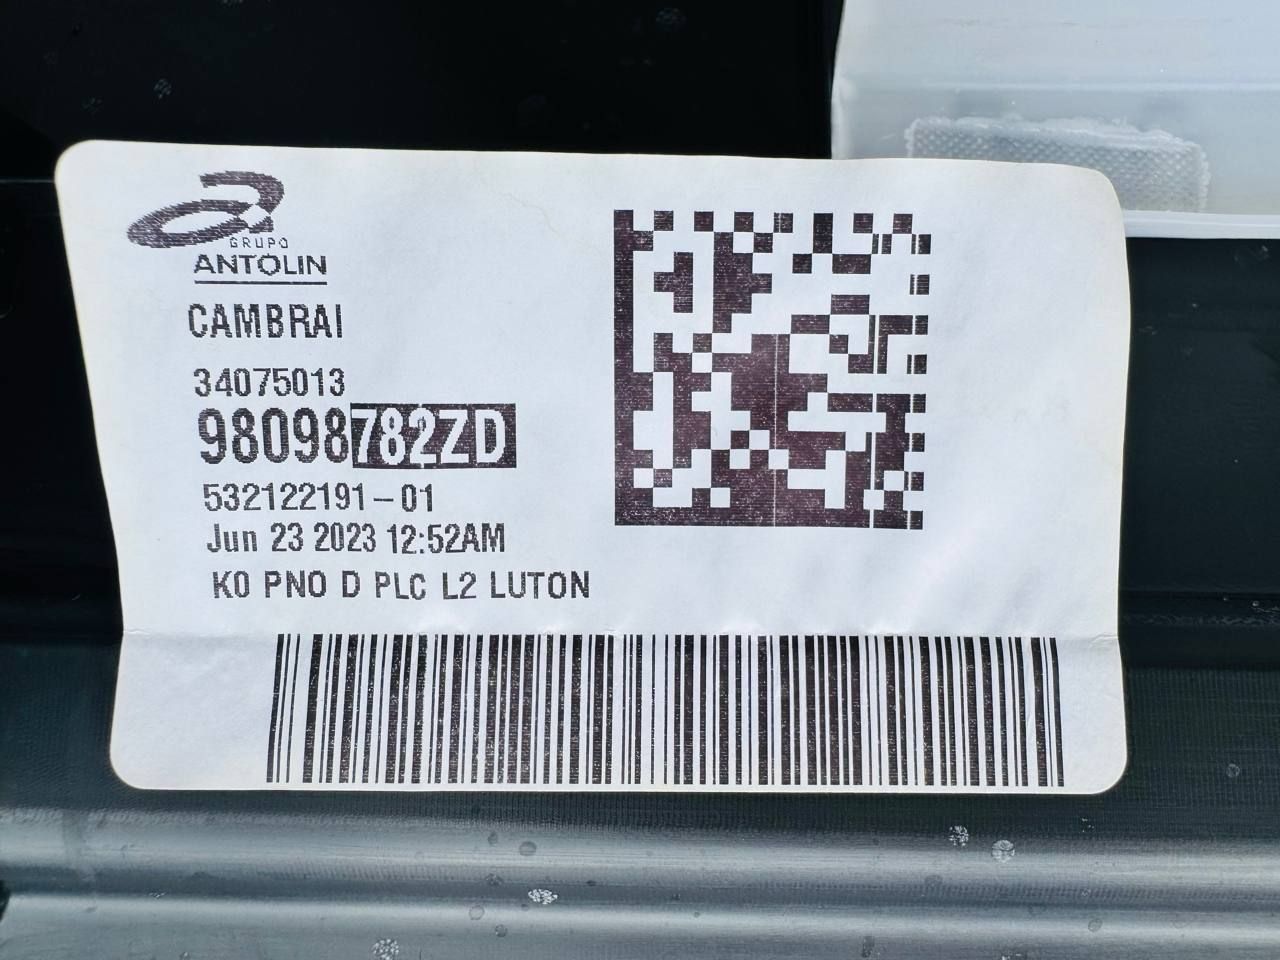 GRUPO
ANTOLIN
CAMBRAI
34075013
98098782ZD
532122191-01
Jun 23 2023 12:52AM
K0 PNO D PLC L2 LUTON